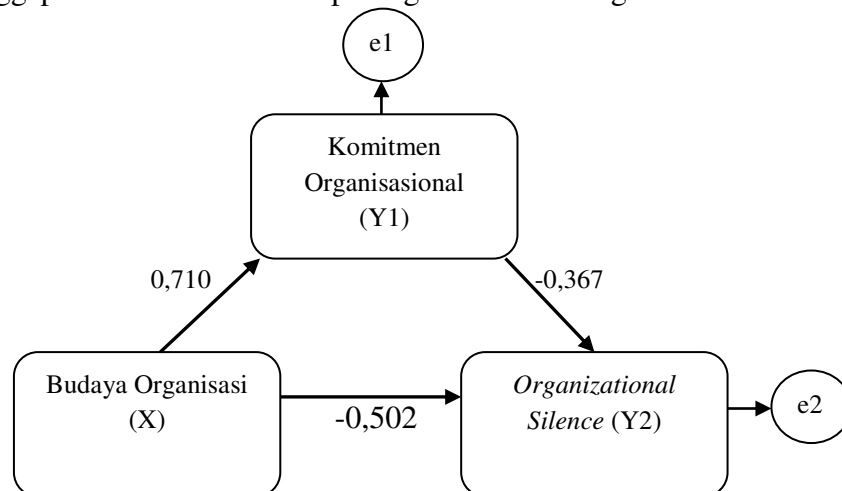 e1
Komitmen
Organisasional
(Y1)
0,710
-0,367
Budaya Organisasi
(X)
-0,502
Organizational
Silence (Y2)
e2